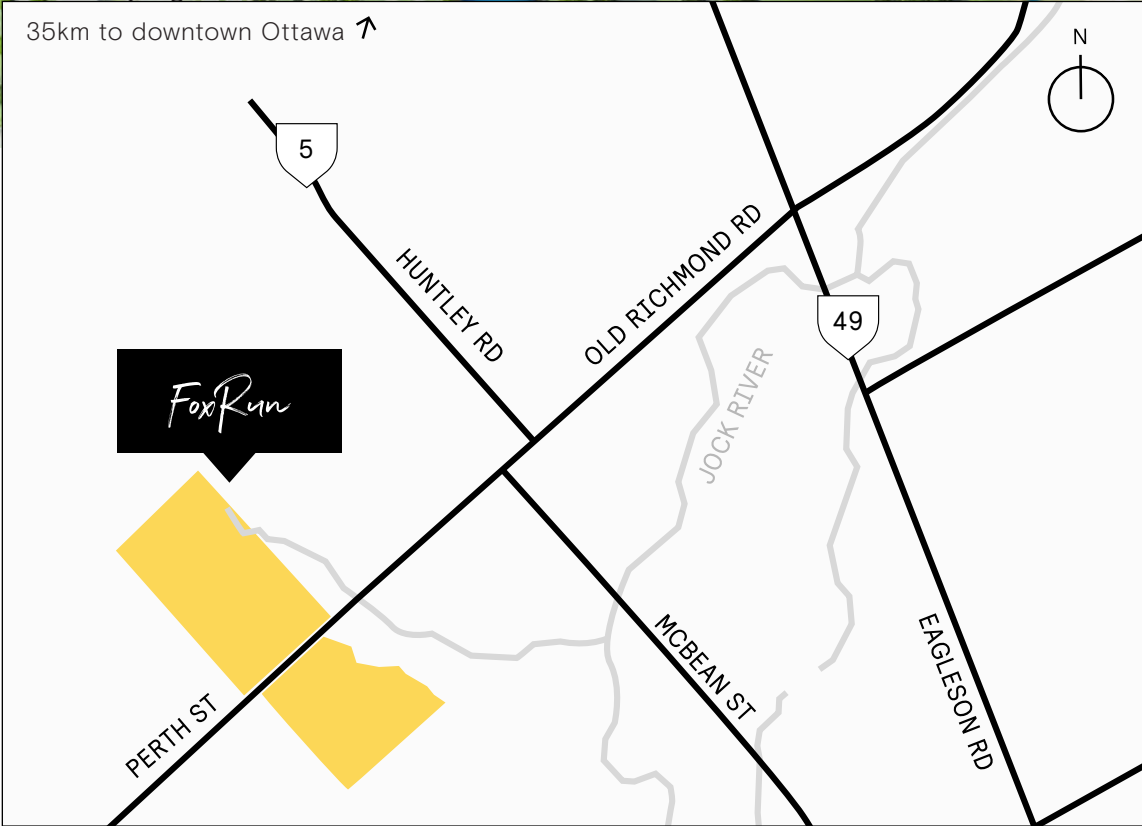 35km to downtown Ottawa ↗
N
5
HUNTLEY RD
OLD RICHMOND RD
49
FoxRun
JOCK RIVER
MCBEAN ST
EAGLESON RD
PERTH ST